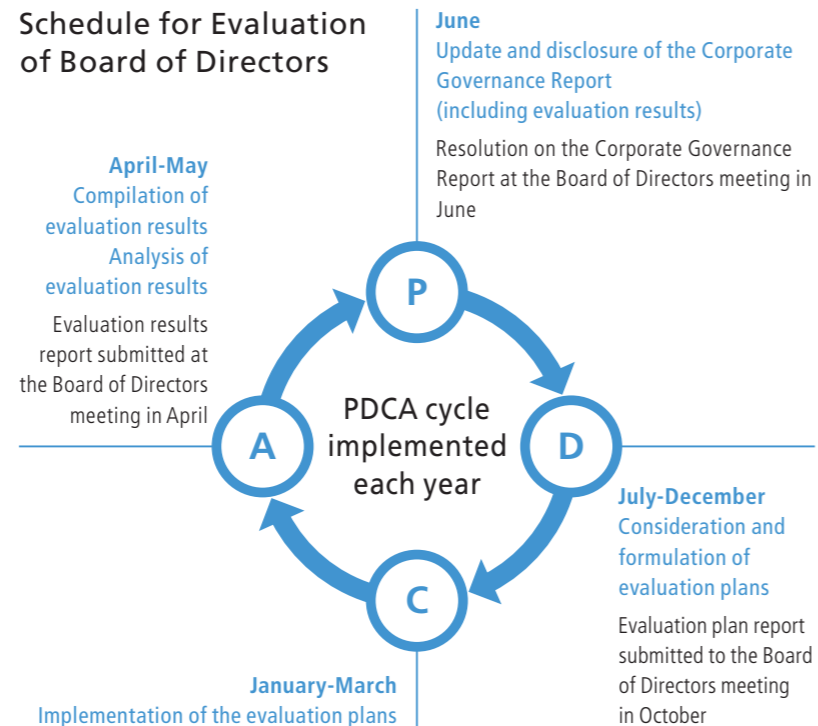 Schedule for Evaluation
of Board of Directors
June
Update and disclosure of the Corporate
Governance Report
(including evaluation results)
Resolution on the Corporate Governance
Report at the Board of Directors meeting in
June
April-May
Compilation of
evaluation results
Analysis of
evaluation results
Evaluation results
report submitted at
the Board of Directors
meeting in April
P
A
PDCA cycle
implemented
each year
D
C
July-December
Consideration and
formulation of
evaluation plans
Evaluation plan report
submitted to the Board
of Directors meeting
in October
January-March
Implementation of the evaluation plans